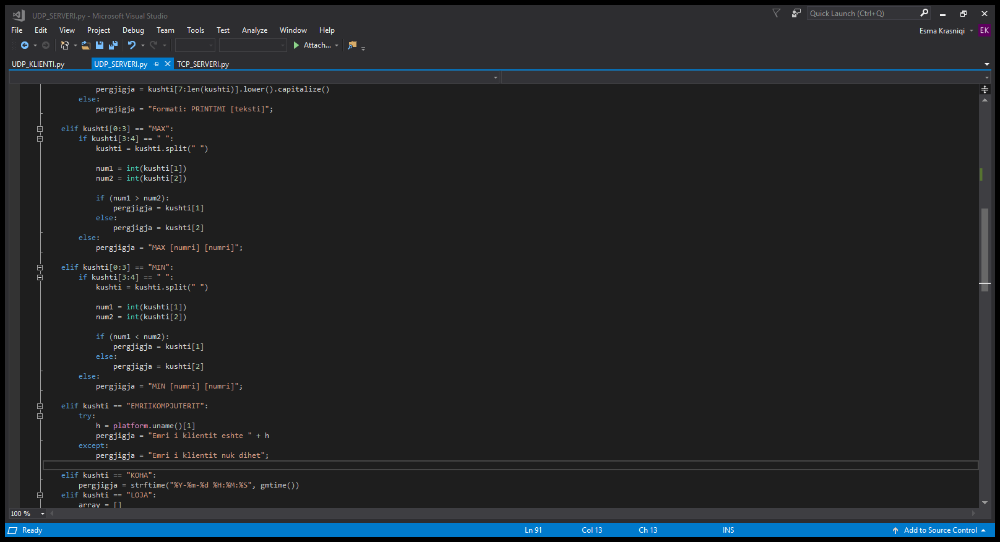 UDP_SERVERI.py - Microsoft Visual Studio
Quick Launch (Ctrl+Q)
File Edit View Project Debug Team Tools Test Analyze Window Help
Esma Krasniqi EK
Attach...
UDP_KLIENTI.py UDP_SERVERI.py TCP_SERVERI.py
pergjigja = kushti[7:len(kushti)].lower().capitalize()
else:
pergjigja = "Formati: PRINTIMI [teksti]";
elif kushti[0:3] == "MAX":
if kushti[3:4] == " ":
kushti = kushti.split(" ")
num1 = int(kushti[1])
num2 = int(kushti[2])
if (num1 > num2):
pergjigja = kushti[1]
else:
pergjigja = kushti[2]
else:
pergjigja = "MAX [numri] [numri]";
elif kushti[0:3] == "MIN":
if kushti[3:4] == " ":
kushti = kushti.split(" ")
num1 = int(kushti[1])
num2 = int(kushti[2])
if (num1 < num2):
pergjigja = kushti[1]
else:
pergjigja = kushti[2]
else:
pergjigja = "MIN [numri] [numri]";
elif kushti == "EMRIIKOMPJUTERIT":
try:
h = platform.uname()[1]
pergjigja = "Emri i klientit eshte " + h
except:
pergjigja = "Emri i klientit nuk dihet";
elif kushti == "KOHA":
pergjigja = strftime("%Y-%m-%d %H:%M:%S", gmtime())
elif kushti == "LOJA":
array = []
100 %
Ready Ln 91 Col 13 Ch 13 INS Add to Source Control